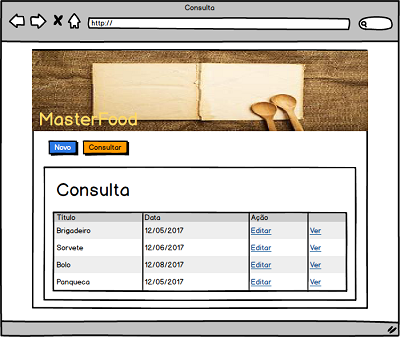 Consulta
http://
MasterFood
Novo Consultar
Consulta
Título Data Ação
Brigadeiro 12/05/2017 Editar Ver
Sorvete 12/06/2017 Editar Ver
Bolo 12/08/2017 Editar Ver
Panqueca 12/05/2017 Editar Ver